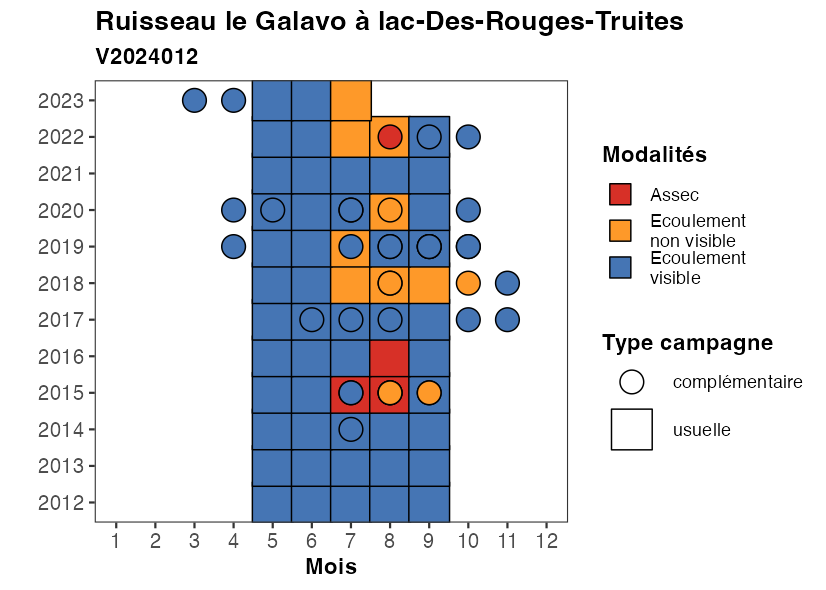 Ruisseau le Galavo à lac-Des-Rouges-Truites
V2024012
2023
2022
2021
2020
2019
2018
2017
2016
2015
2014
2013
2012
1 2 3 4 5 6 7 8 9 10 11 12
Mois
Modalités
Assec
Ecoulement
non visible
Ecoulement
visible
Type campagne
complémentaire
usuelle